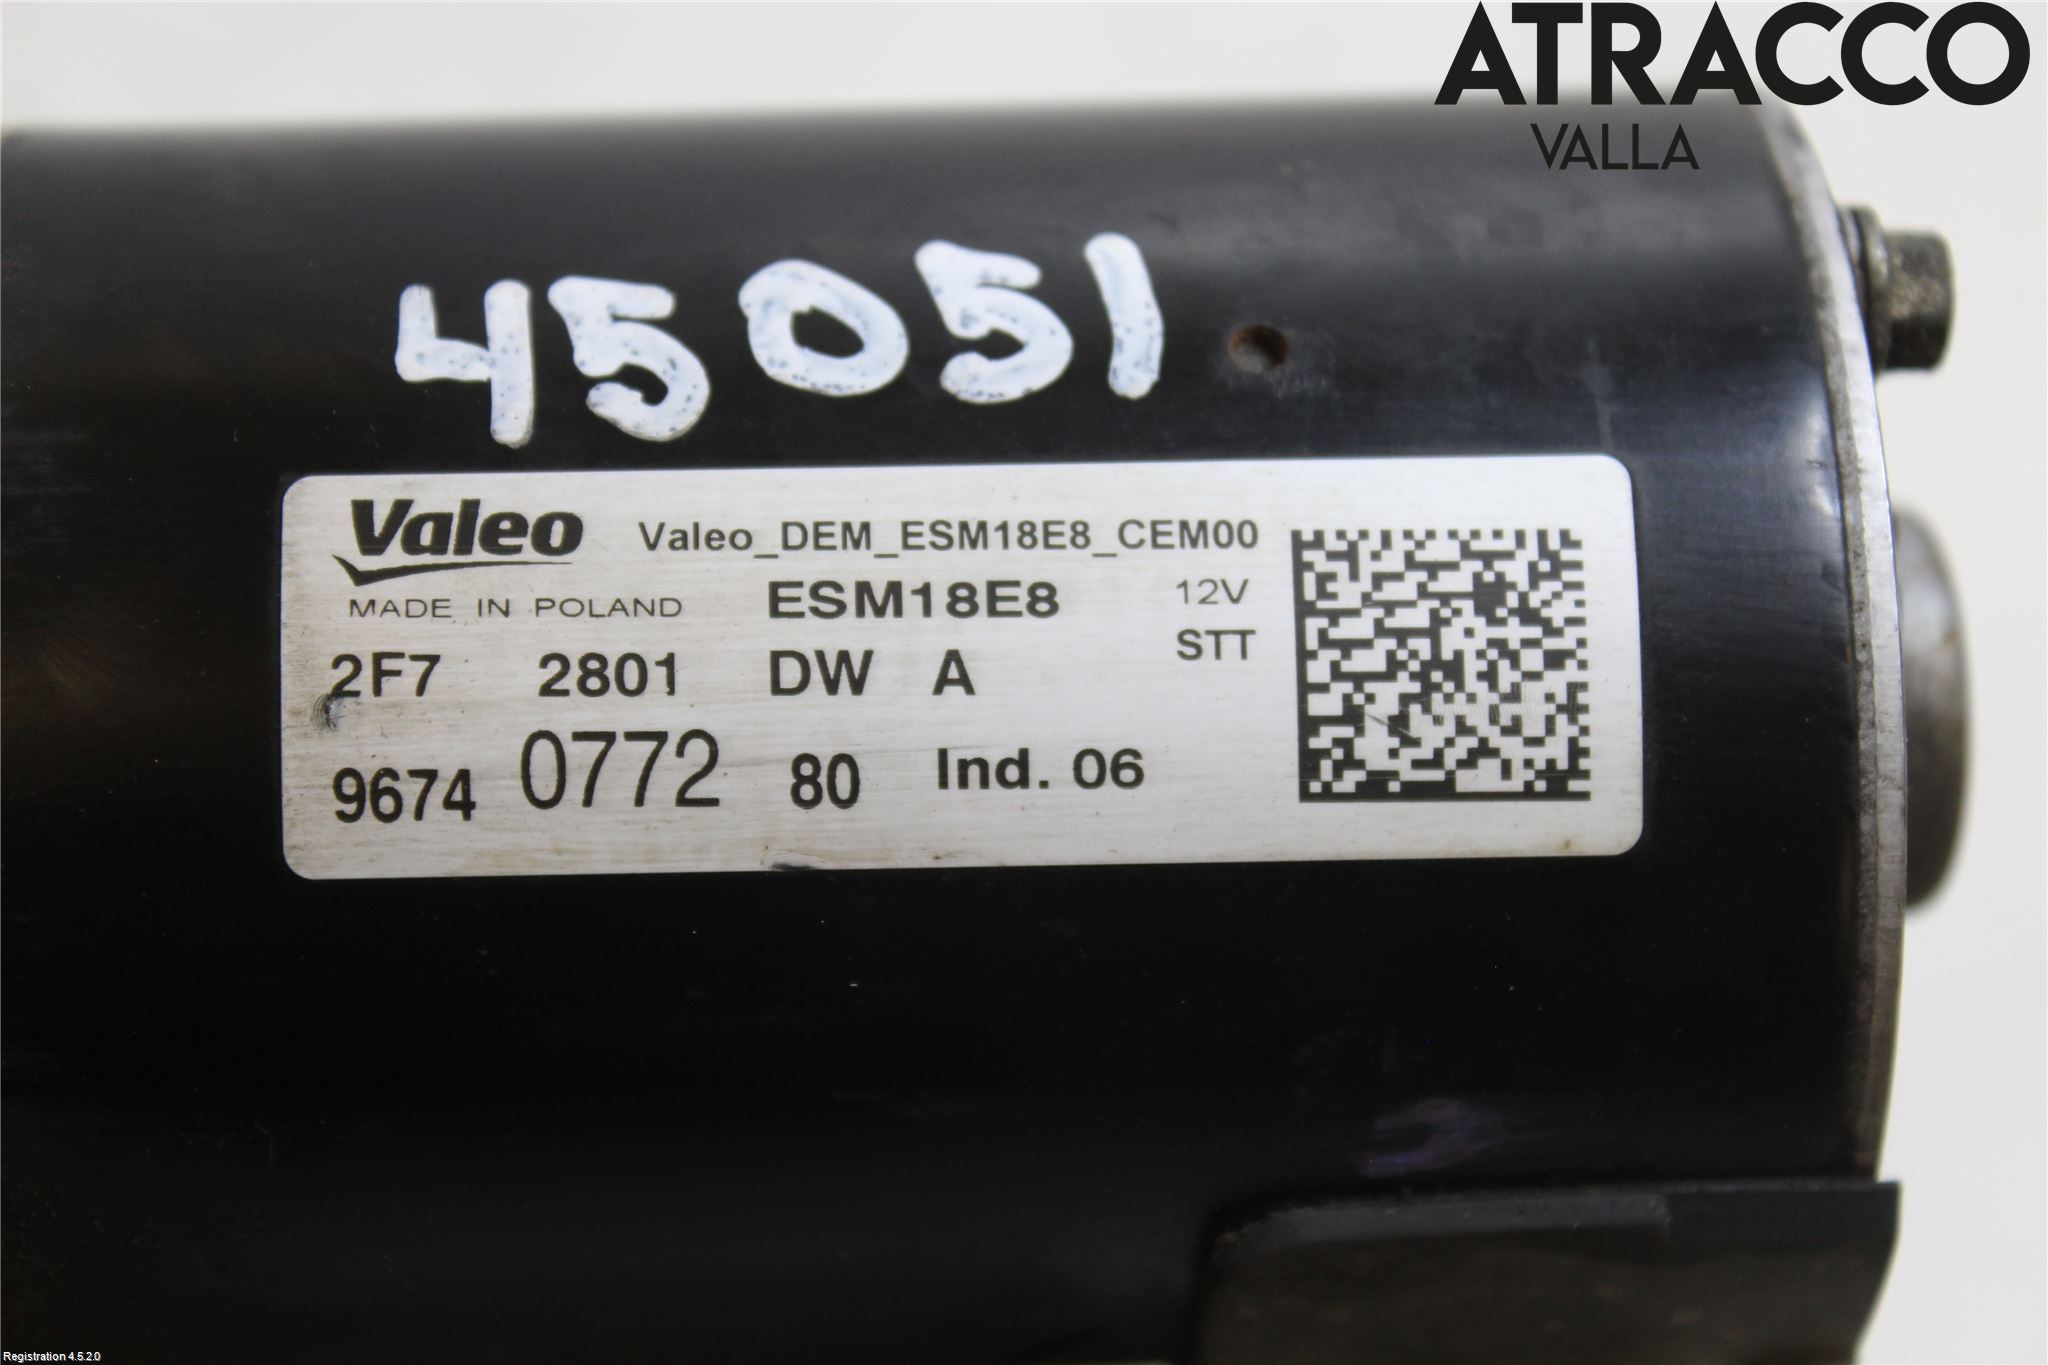 ATRACCO
VALLA
45051
Valeo Valeo_DEM_ESM18E8_CEM00
MADE IN POLAND ESM18E8 12V
STT
2F7 2801 DW A
9674 0772 80 Ind. 06
Registration 4.5.2.0